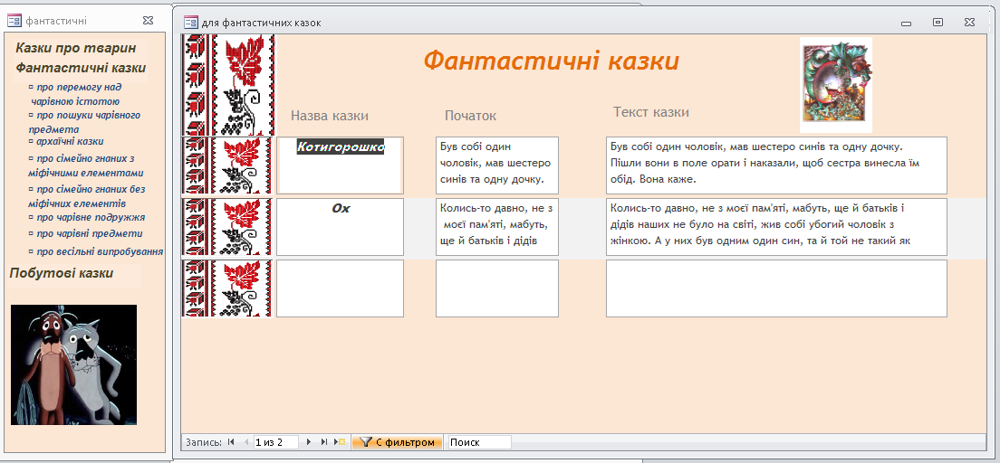 фантастичні
Казки про тварин
Фантастичні казки
▫ про перемогу над
чарівною істотою
▫ про пошуки чарівного
предмета
▫ архаїчні казки
▫ про сімейно гнаних з
міфічними елементами
▫ про сімейно гнаних без
міфічних елементів
▫ про чарівне подружжя
▫ про чарівні предмети
▫ про весільні випробування
Побутові казки
для фантастичних казок
Фантастичні казки
Назва казки
Початок
Текст казки
Котигорошко
Був собі один
чоловік, мав шестеро
синів та одну дочку.
Був собі один чоловік, мав шестеро синів та одну дочку.
Пішли вони в поле орати і наказали, щоб сестра винесла їм
обід. Вона каже.
Ох
Колись-то давно, не з
моєї пам'яті, мабуть,
ще й батьків і дідів
Колись-то давно, не з моєї пам'яті, мабуть, ще й батьків і
дідів наших не було на світі, жив собі убогий чоловік з
жінкою. А у них був одним один син, та й той не такий як
Запись: 1 из 2 С фильтром Поиск